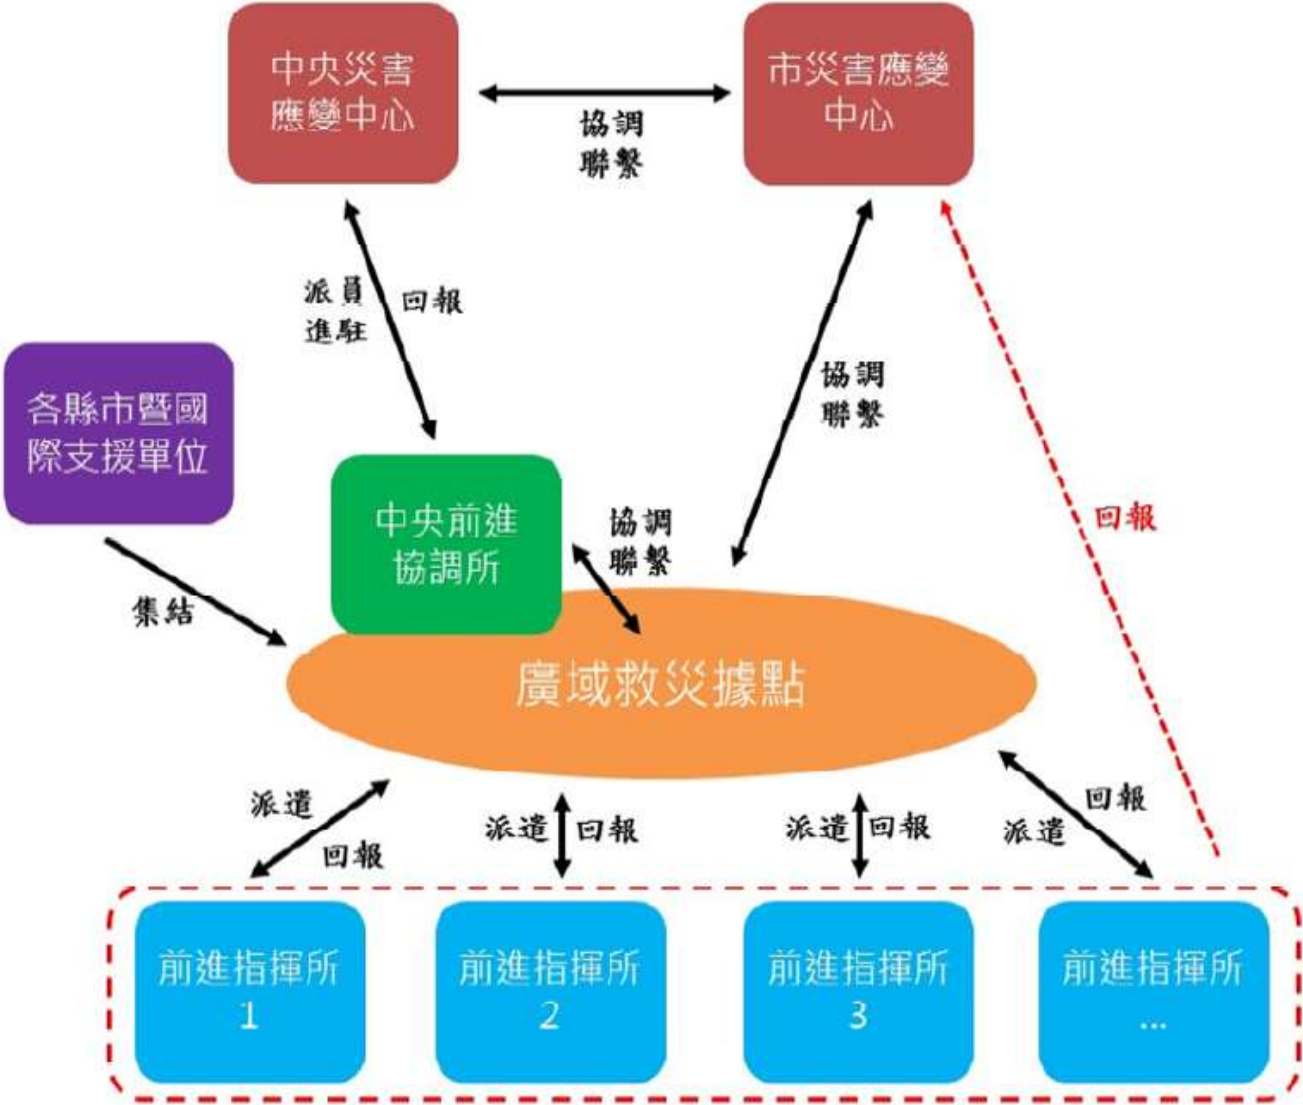 中央災害
應變中心
市災害應變
中心
協調
聯繫
派員
進駐
回報
協調
聯繫
各縣市暨國
際支援單位
中央前進
協調所
協調
聯繫
回報
集結
廣域救災據點
派遣
回報
派遣
回報
派遣
回報
回報
派遣
前進指揮所
1
前進指揮所
2
前進指揮所
3
前進指揮所
...